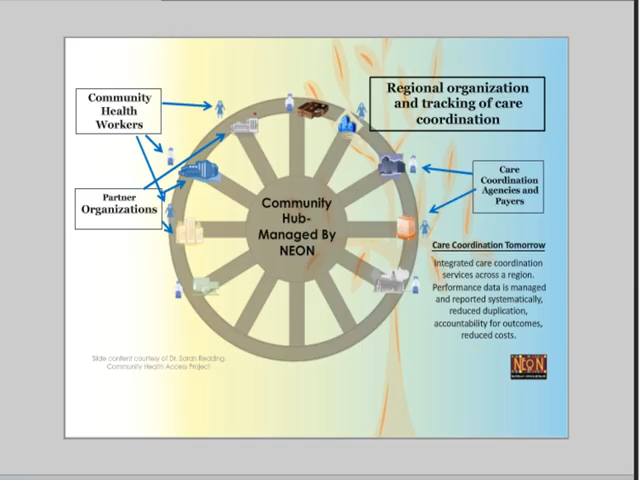 Regional organization
and tracking of care
coordination
Community
Health
Workers
Partner
Organizations
Care
Coordination
Agencies and
Payers
Community
Hub-
Managed By
NEON
Care Coordination Tomorrow
Integrated care coordination
services across a region.
Performance data is managed
and reported systematically,
reduced duplication,
accountability for outcomes,
reduced costs.
Slide content courtesy of Dr. Sarah Redding,
Community Health Access Project
NEON